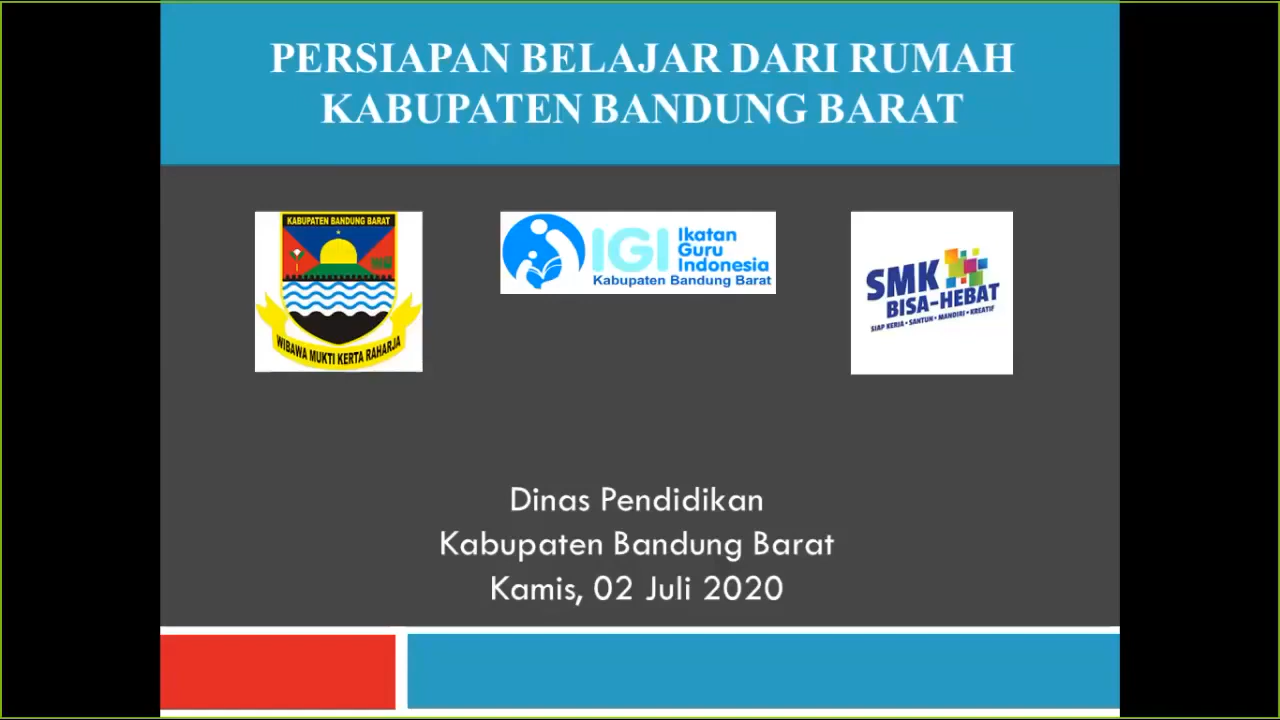 PERSIAPAN BELAJAR DARI RUMAH
KABUPATEN BANDUNG BARAT
KABUPATEN BANDUNG BARAT
WIBAWA MUKTI KERTA RAHARJA
IGI Ikatan
Guru
Indonesia
Kabupaten Bandung Barat
SMK
BISA-HEBAT
SIAP KERJA • SANTUN • MANDIRI • KREATIF
Dinas Pendidikan
Kabupaten Bandung Barat
Kamis, 02 Juli 2020